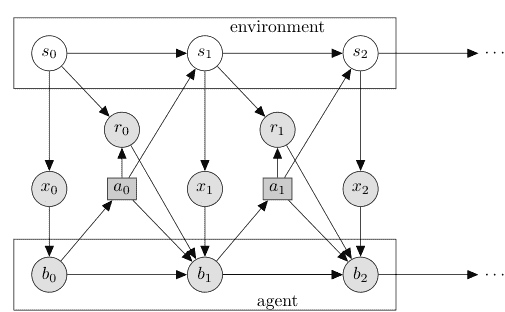 environment
s₀ s₁ s₂ ⋯
r₀ r₁
x₀ a₀ x₁ a₁ x₂
b₀ b₁ b₂ ⋯
agent